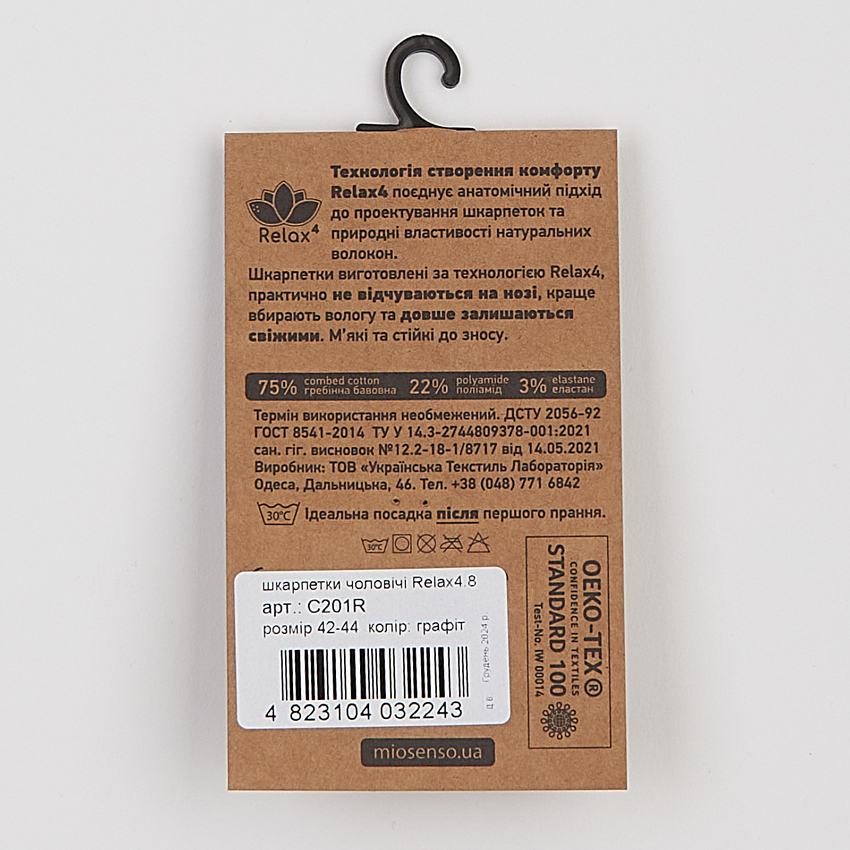 Технологія створення комфорту
Relax4 поєднує анатомічний підхід
до проектування шкарпеток та
природні властивості натуральних
волокон.
Relax⁴
Шкарпетки виготовлені за технологією Relax4,
практично не відчуваються на нозі, краще
вбирають вологу та довше залишаються
свіжими. М'які та стійкі до зносу.
75% combed cotton 22% polyamide 3% elastane
гребінна бавовна поліамід еластан
Термін використання необмежений. ДСТУ 2056-92
ГОСТ 8541-2014 ТУ У 14.3-2744809378-001:2021
сан. гіг. висновок №12.2-18-1/8717 від 14.05.2021
Виробник: ТОВ «Українська Текстиль Лабораторія»
Одеса, Дальницька, 46. Тел. +38 (048) 771 6842
30°C Ідеальна посадка після першого прання.
30°C
шкарпетки чоловічі Relax4.8
арт.: C201R
розмір 42-44 колір: графіт
4 823104 032243
Д.В. Грудень 2024 р
OEKO-TEX®
CONFIDENCE IN TEXTILES
STANDARD 100
Test-No. IW 00014
miosenso.ua